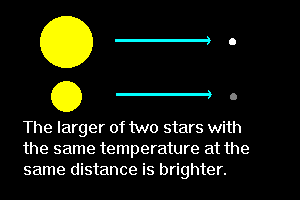 The larger of two stars with
the same temperature at the
same distance is brighter.